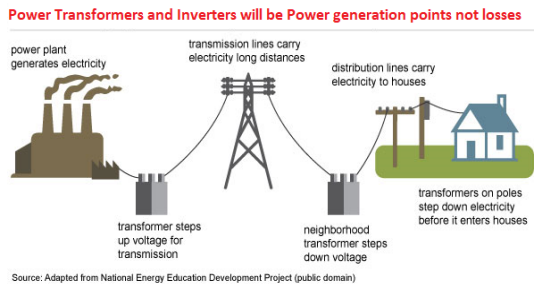 Power Transformers and Inverters will be Power generation points not losses
power plant
generates electricity
transmission lines carry
electricity long distances
distribution lines carry
electricity to houses
transformer steps
up voltage for
transmission
neighborhood
transformer steps
down voltage
transformers on poles
step down electricity
before it enters houses
Source: Adapted from National Energy Education Development Project (public domain)